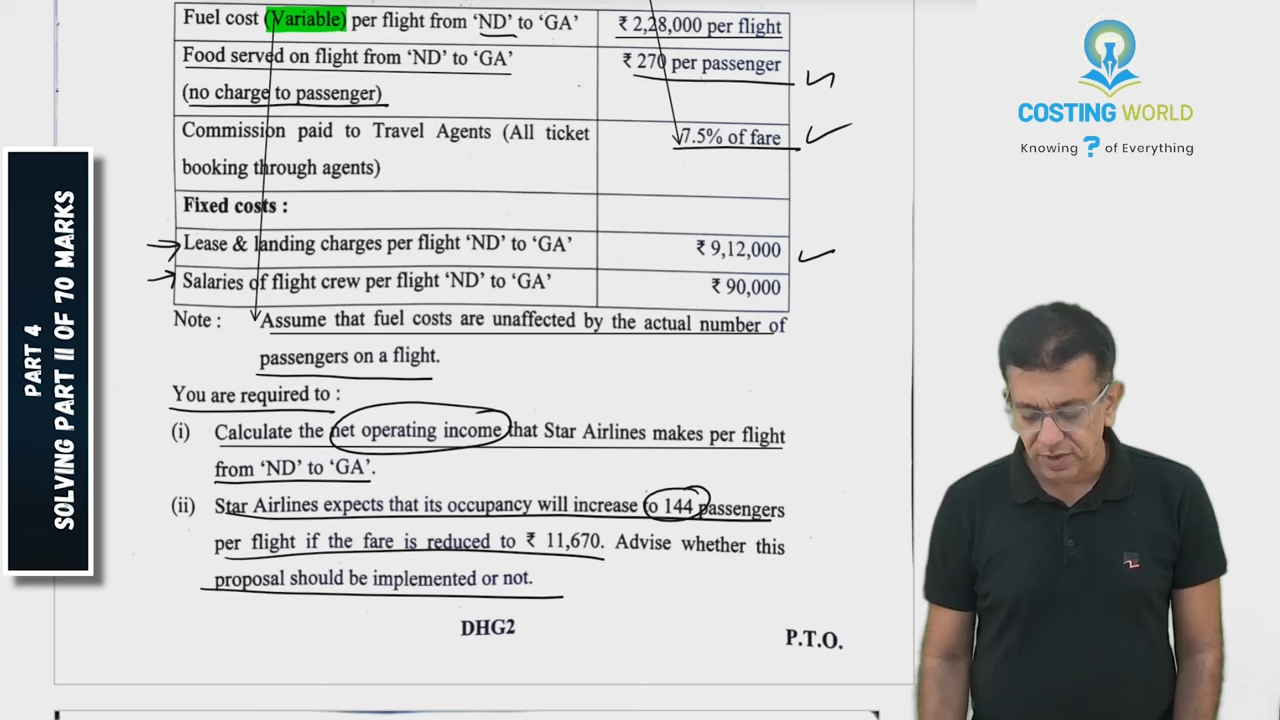 Fuel cost (Variable) per flight from ‘ND’ to ‘GA’ ₹ 2,28,000 per flight
Food served on flight from ‘ND’ to ‘GA’ ₹ 270 per passenger
(no charge to passenger)
Commission paid to Travel Agents (All ticket 7.5% of fare
booking through agents)
Fixed costs :
Lease & landing charges per flight ‘ND’ to ‘GA’ ₹ 9,12,000
Salaries of flight crew per flight ‘ND’ to ‘GA’ ₹ 90,000
Note : Assume that fuel costs are unaffected by the actual number of
passengers on a flight.
You are required to :
(i) Calculate the net operating income that Star Airlines makes per flight
from ‘ND’ to ‘GA’.
(ii) Star Airlines expects that its occupancy will increase to 144 passengers
per flight if the fare is reduced to ₹ 11,670. Advise whether this
proposal should be implemented or not.
DHG2
P.T.O.
PART 4
SOLVING PART II OF 70 MARKS
COSTING WORLD
Knowing ? of Everything